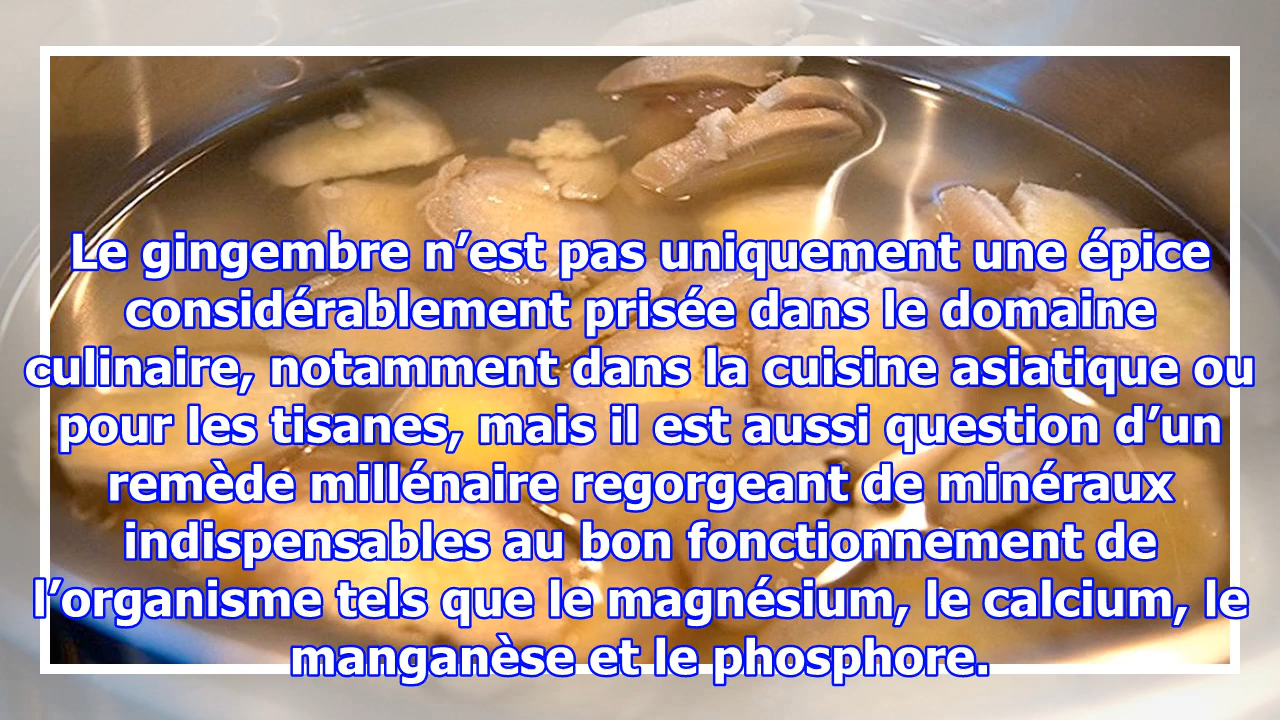 Le gingembre n’est pas uniquement une épice
considérablement prisée dans le domaine
culinaire, notamment dans la cuisine asiatique ou
pour les tisanes, mais il est aussi question d’un
remède millénaire regorgeant de minéraux
indispensables au bon fonctionnement de
l’organisme tels que le magnésium, le calcium, le
manganèse et le phosphore.